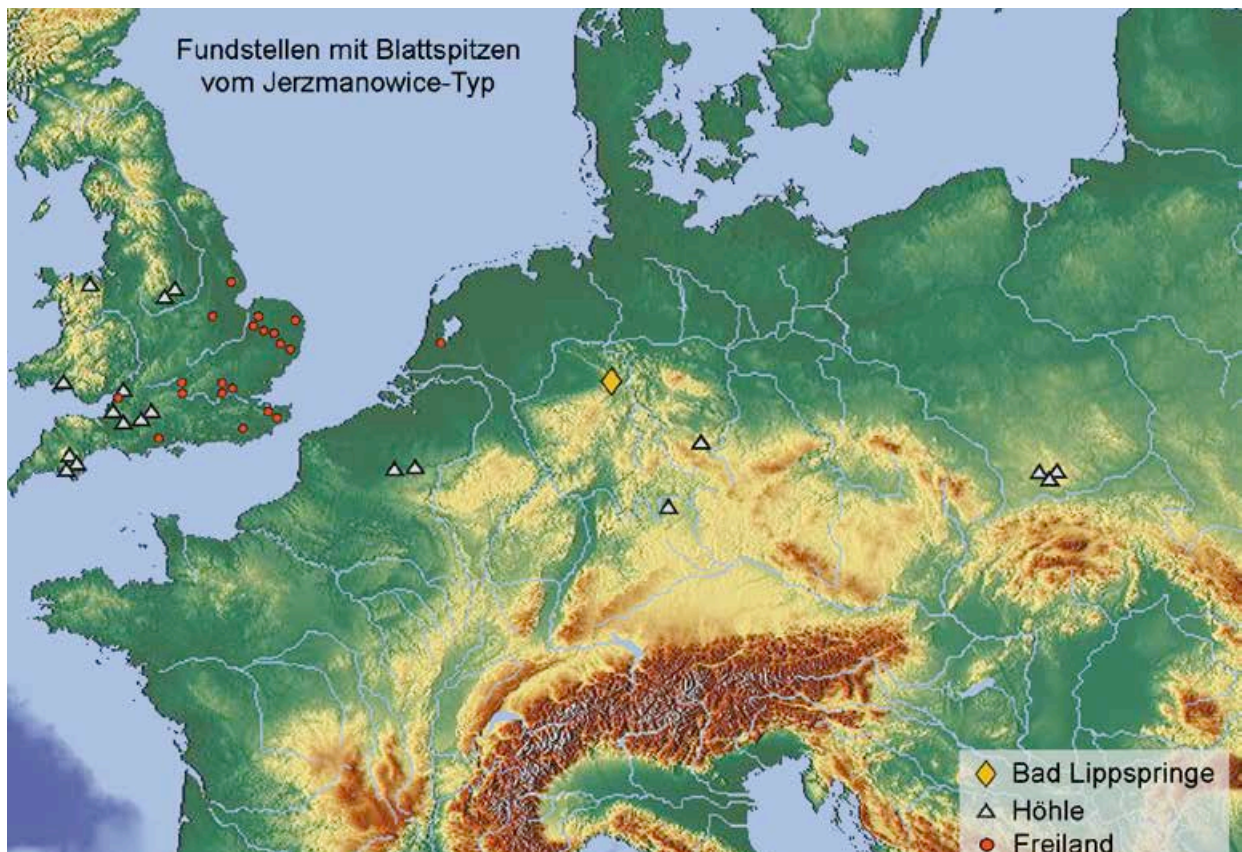 Fundstellen mit Blattspitzen
vom Jerzmanowice-Typ
Bad Lippspringe
Höhle
Freiland